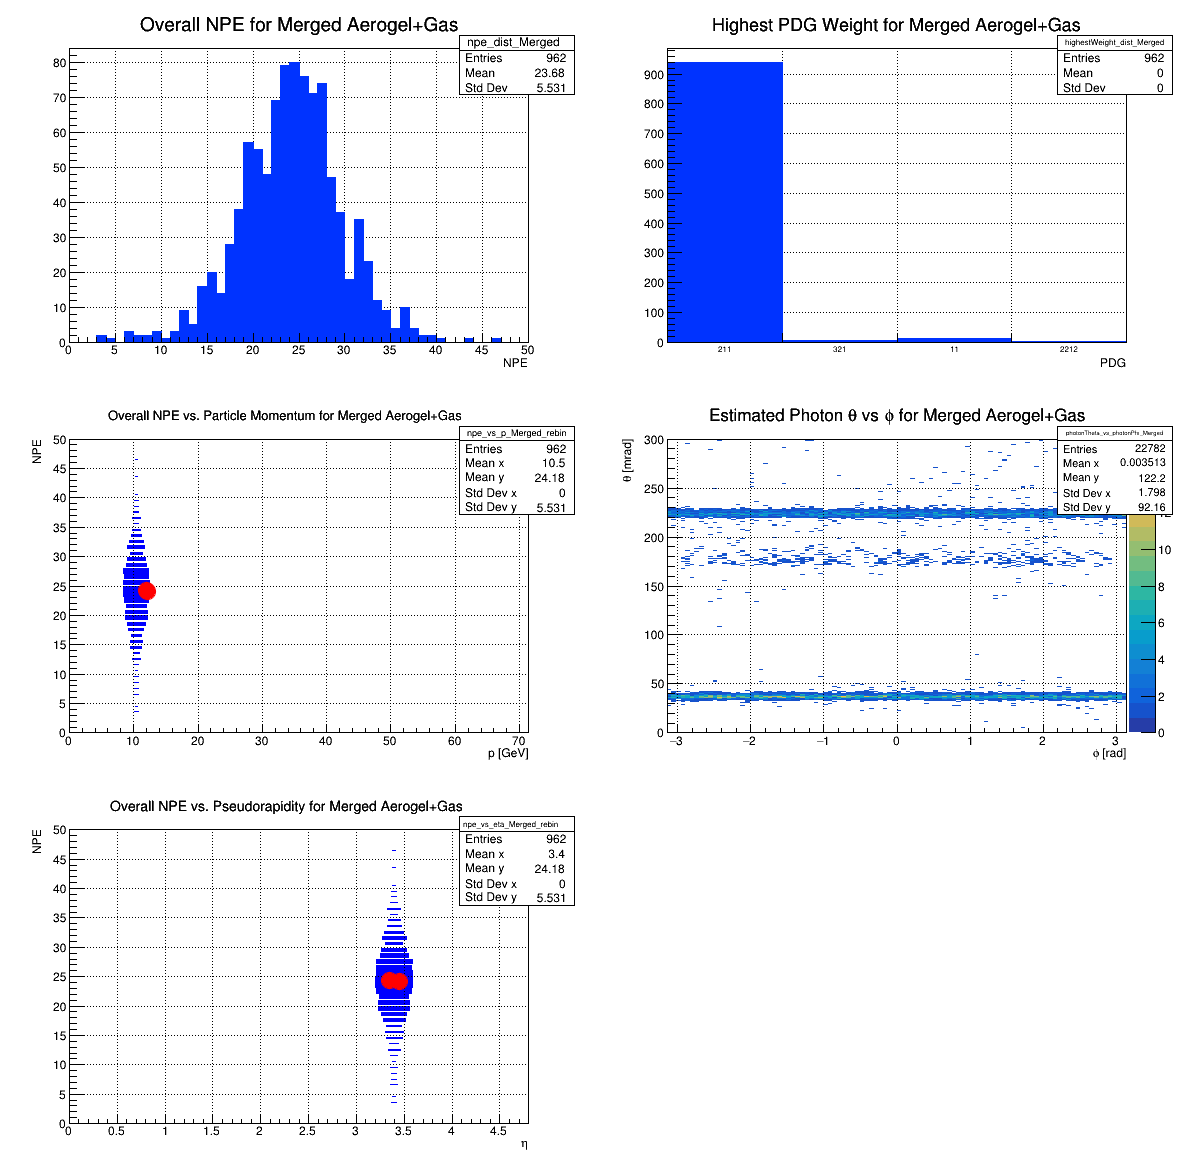 Overall NPE for Merged Aerogel+Gas
npe_dist_Merged
Entries 962
Mean 23.68
Std Dev 5.531
80
70
60
50
40
30
20
10
0
0 5 10 15 20 25 30 35 40 45 50
NPE
Highest PDG Weight for Merged Aerogel+Gas
highestWeight_dist_Merged
Entries 962
Mean 0
Std Dev 0
900
800
700
600
500
400
300
200
100
0
211 321 11 2212
PDG
Overall NPE vs. Particle Momentum for Merged Aerogel+Gas
npe_vs_p_Merged_rebin
Entries 962
Mean x 10.5
Mean y 24.18
Std Dev x 0
Std Dev y 5.531
NPE
50
45
40
35
30
25
20
15
10
5
0
0 10 20 30 40 50 60 70
p [GeV]
Estimated Photon θ vs ϕ for Merged Aerogel+Gas
photonTheta_vs_photonPhi_Merged
Entries 22782
Mean x 0.003513
Mean y 122.2
Std Dev x 1.798
Std Dev y 92.16
θ [mrad]
300
250
200
150
100
50
0
−3 −2 −1 0 1 2 3
ϕ [rad]
12
10
8
6
4
2
0
Overall NPE vs. Pseudorapidity for Merged Aerogel+Gas
npe_vs_eta_Merged_rebin
Entries 962
Mean x 3.4
Mean y 24.18
Std Dev x 0
Std Dev y 5.531
NPE
50
45
40
35
30
25
20
15
10
5
0
0 0.5 1 1.5 2 2.5 3 3.5 4 4.5
η